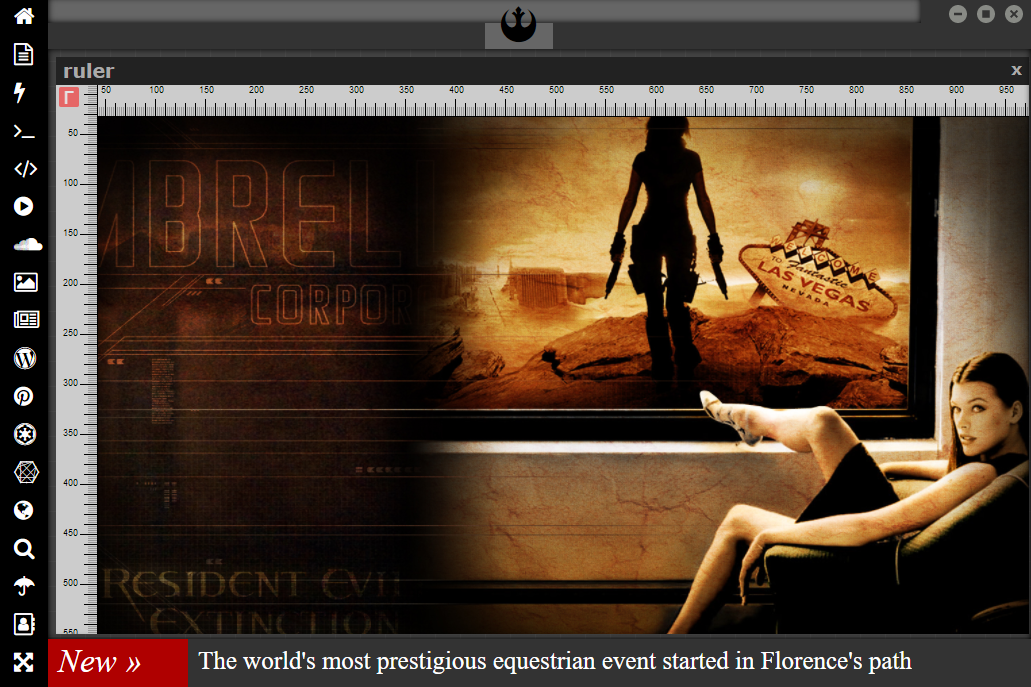 ruler
x
50 100 150 200 250 300 350 400 450 500 550 600 650 700 750 800 850 900 950
50
100
150
200
250
300
350
400
450
500
550
MBRELL
CORPOR
WELCOME
TO Fantastic
LAS VEGAS
NEVADA
RESIDENT EVIL
EXTINCTION
New »
The world's most prestigious equestrian event started in Florence's path